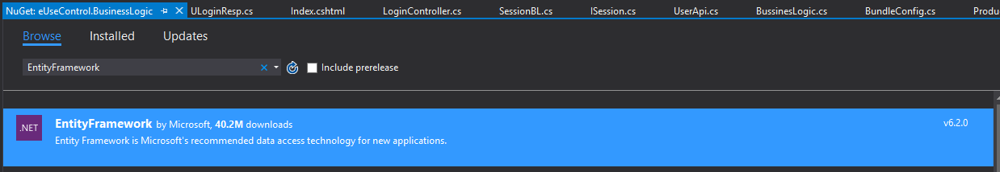 NuGet: eUseControl.BusinessLogic ULoginResp.cs Index.cshtml LoginController.cs SessionBL.cs ISession.cs UserApi.cs BussinesLogic.cs BundleConfig.cs Produ
Browse Installed Updates
EntityFramework Include prerelease
.NET EntityFramework by Microsoft, 40.2M downloads v6.2.0
Entity Framework is Microsoft's recommended data access technology for new applications.